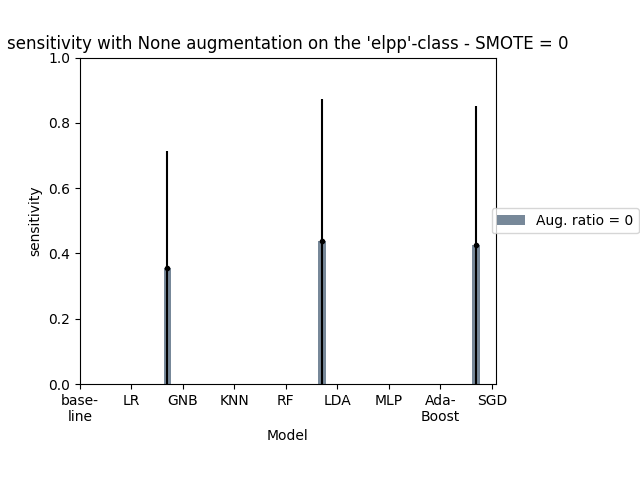 sensitivity with None augmentation on the 'elpp'-class - SMOTE = 0
1.0
0.8
0.6
0.4
0.2
0.0
sensitivity
Aug. ratio = 0
base-
line
LR
GNB
KNN
RF
LDA
MLP
Ada-
Boost
SGD
Model